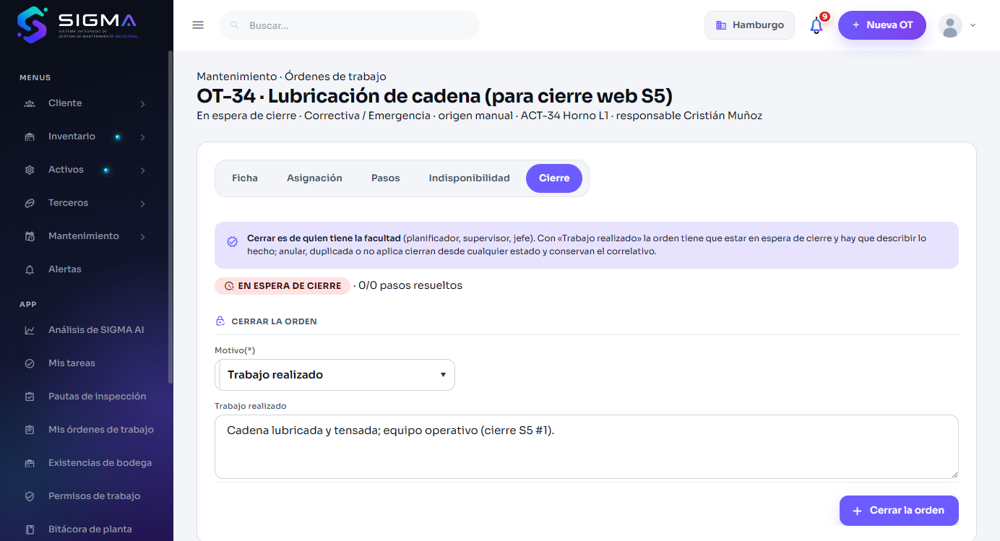 SIGMA
SISTEMA INTEGRADO DE
GESTIÓN DE MANTENIMIENTO INDUSTRIAL
Buscar...
Hamburgo
9
+ Nueva OT
MENUS
Cliente
Inventario
Activos
Terceros
Mantenimiento
Alertas
APP
Análisis de SIGMA AI
Mis tareas
Pautas de inspección
Mis órdenes de trabajo
Existencias de bodega
Permisos de trabajo
Bitácora de planta
Mantenimiento · Órdenes de trabajo
OT-34 · Lubricación de cadena (para cierre web S5)
En espera de cierre · Correctiva / Emergencia · origen manual · ACT-34 Horno L1 · responsable Cristián Muñoz
Ficha
Asignación
Pasos
Indisponibilidad
Cierre
Cerrar es de quien tiene la facultad (planificador, supervisor, jefe). Con «Trabajo realizado» la orden tiene que estar en espera de cierre y hay que describir lo
hecho; anular, duplicada o no aplica cierran desde cualquier estado y conservan el correlativo.
EN ESPERA DE CIERRE · 0/0 pasos resueltos
CERRAR LA ORDEN
Motivo(*)
Trabajo realizado
Trabajo realizado
Cadena lubricada y tensada; equipo operativo (cierre S5 #1).
+ Cerrar la orden